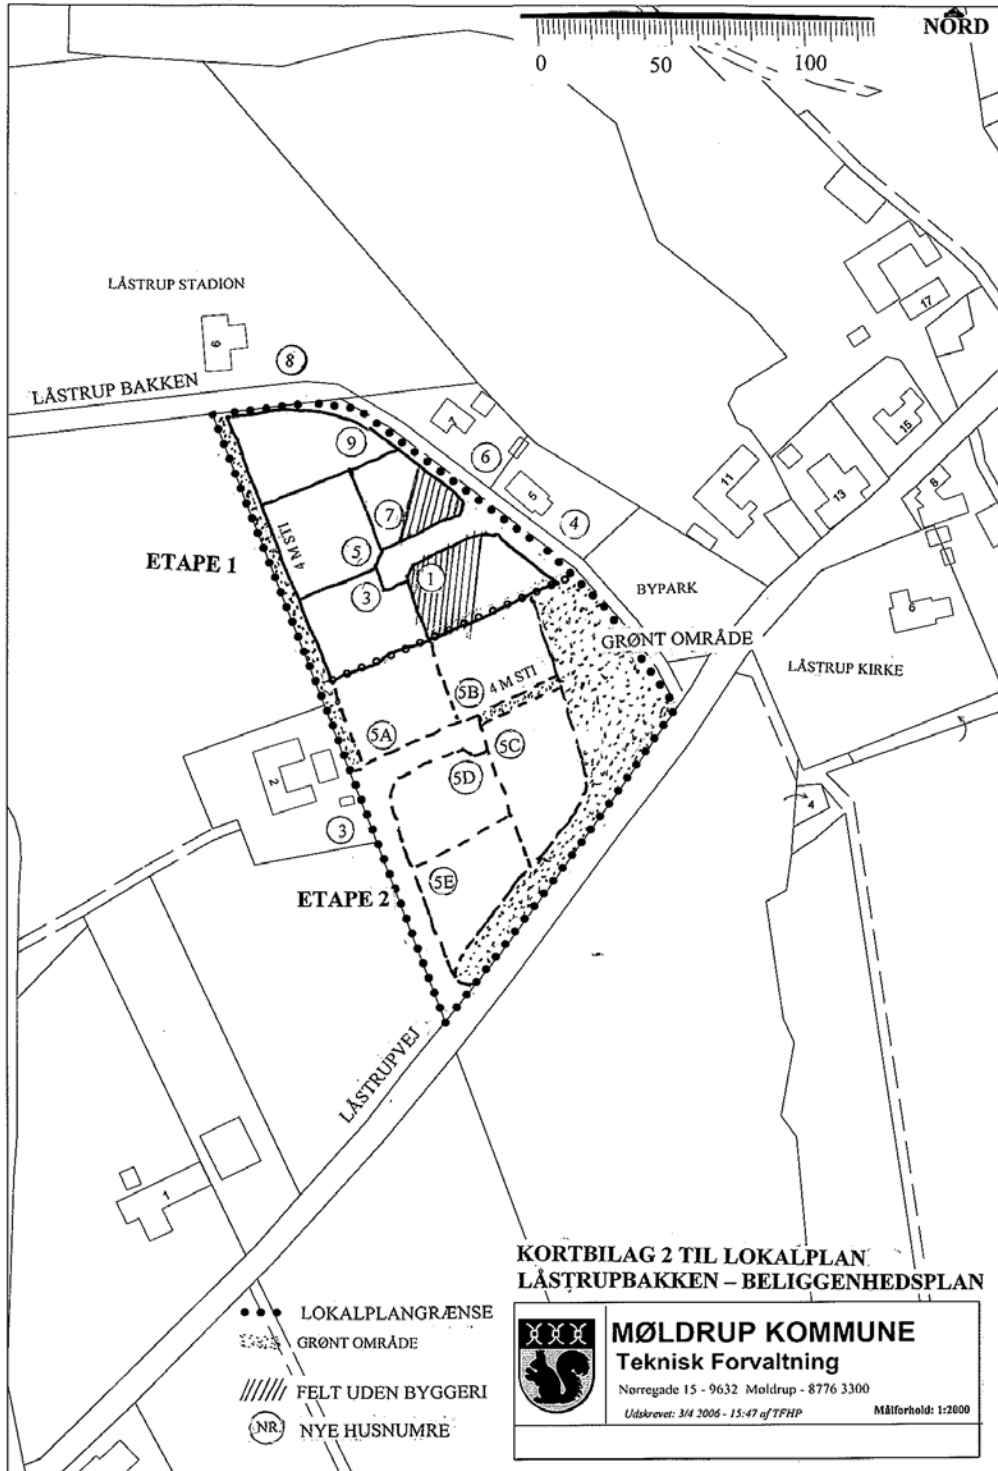 NORD
0 50 100
LÅSTRUP STADION
6
8
LÅSTRUP BAKKEN
17
7
9
6
15
5
11
13
8
7
4
4 M STI
5
ETAPE 1
1
3
BYPARK
6
GRØNT OMRÅDE
LÅSTRUP KIRKE
4 M STI
5B
5A
5C
5D
2
4
3
5E
ETAPE 2
LÅSTRUPVEJ
1
KORTBILAG 2 TIL LOKALPLAN
LÅSTRUPBAKKEN – BELIGGENHEDSPLAN
LOKALPLANGRÆNSE
GRØNT OMRÅDE
FELT UDEN BYGGERI
NR. NYE HUSNUMRE
MØLDRUP KOMMUNE
Teknisk Forvaltning
Nørregade 15 - 9632 Møldrup - 8776 3300
Udskrevet: 3/4 2006 - 15:47 af TFHP
Målforhold: 1:2000